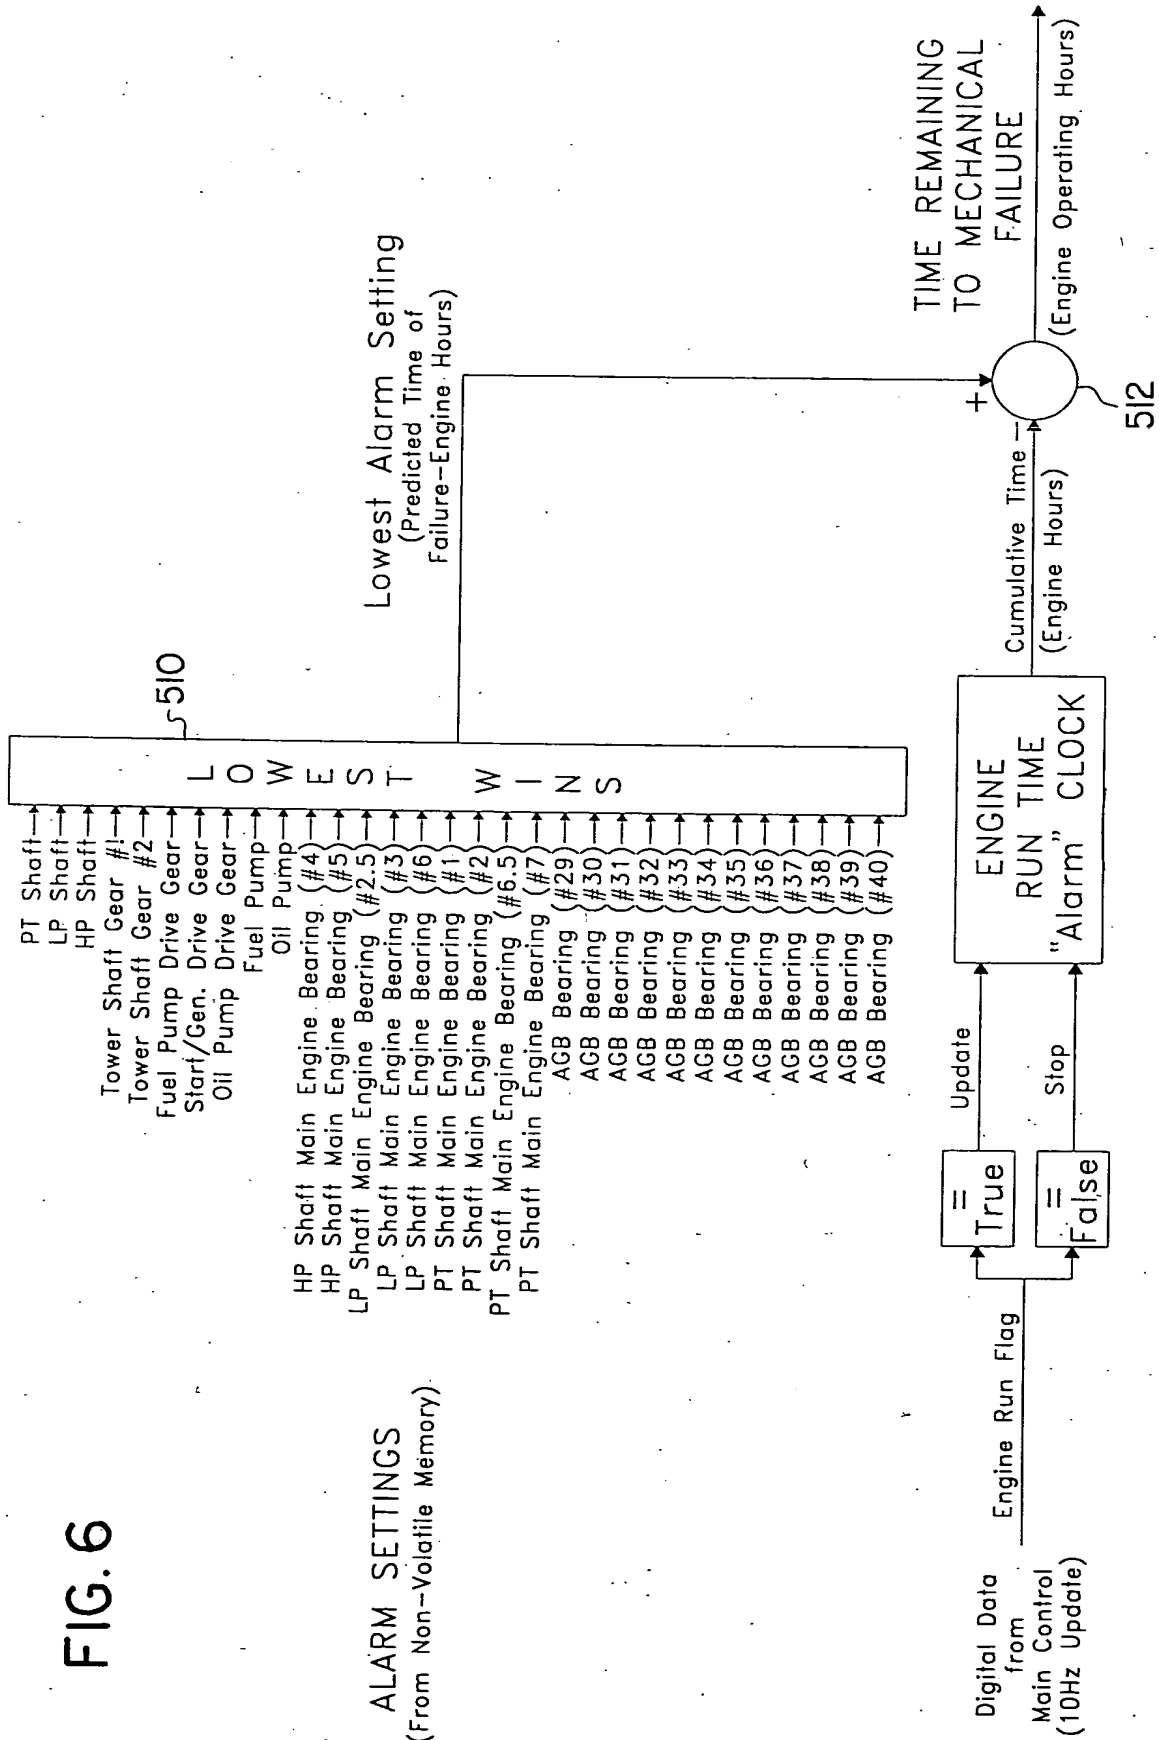 FIG. 6
ALARM SETTINGS
(From Non-Volatile Memory)
PT Shaft
LP Shaft
HP Shaft
Tower Shaft Gear #!
Tower Shaft Gear #2
Fuel Pump Drive Gear
Start/Gen. Drive Gear
Oil Pump Drive Gear
Fuel Pump
Oil Pump
HP Shaft Main Engine Bearing (#4)
HP Shaft Main Engine Bearing (#5)
LP Shaft Main Engine Bearing (#2.5)
LP Shaft Main Engine Bearing (#3)
LP Shaft Main Engine Bearing (#6)
PT Shaft Main Engine Bearing (#1)
PT Shaft Main Engine Bearing (#2)
PT Shaft Main Engine Bearing (#6.5)
PT Shaft Main Engine Bearing (#7)
AGB Bearing (#29)
AGB Bearing (#30)
AGB Bearing (#31)
AGB Bearing (#32)
AGB Bearing (#33)
AGB Bearing (#34)
AGB Bearing (#35)
AGB Bearing (#36)
AGB Bearing (#37)
AGB Bearing (#38)
AGB Bearing (#39)
AGB Bearing (#40)
LOWEST WINS
510
Lowest Alarm Setting
(Predicted Time of
Failure-Engine Hours)
Digital Data
from
Main Control
(10Hz Update)
Engine Run Flag
=
True
=
False
Update
Stop
ENGINE
RUN TIME
"Alarm" CLOCK
Cumulative Time
(Engine Hours)
+
–
512
TIME REMAINING
TO MECHANICAL
FAILURE
(Engine Operating Hours)